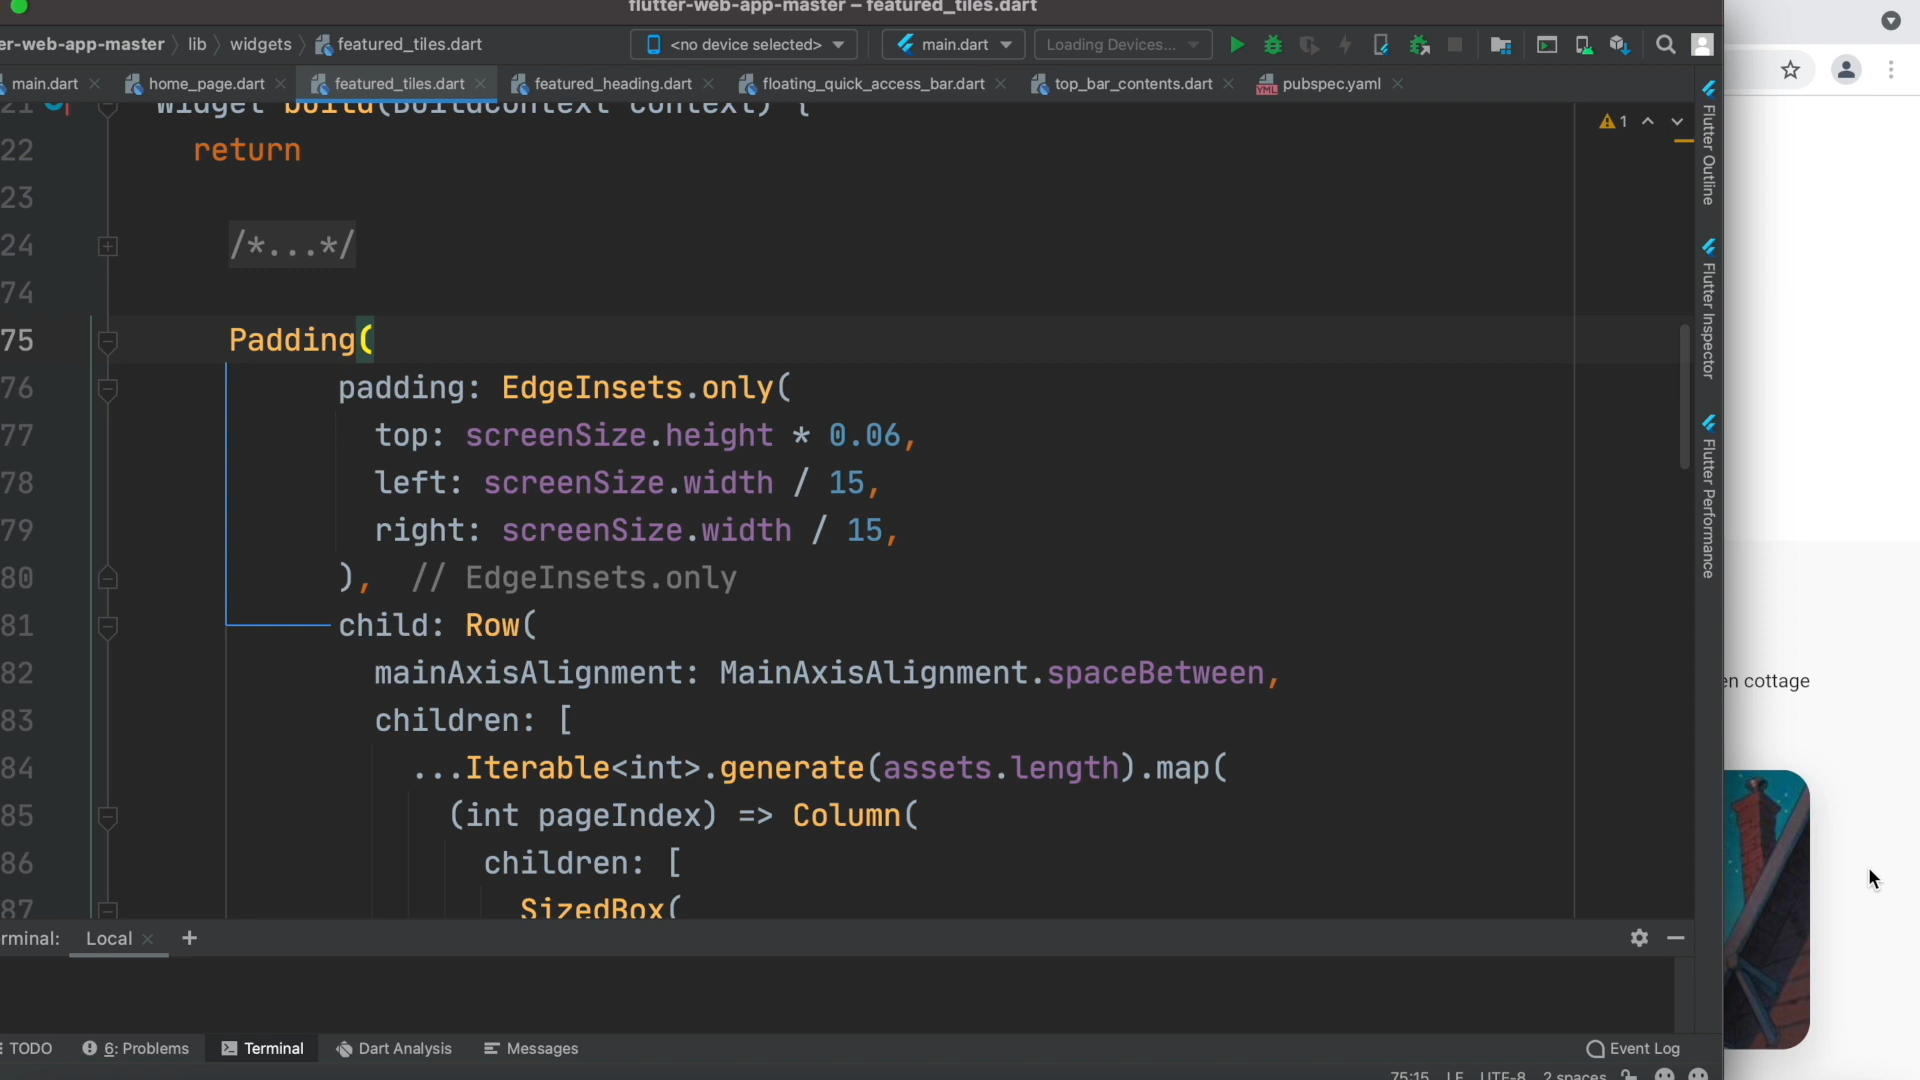 flutter-web-app-master – featured_tiles.dart
er-web-app-master
lib
widgets
featured_tiles.dart
<no device selected>
main.dart
Loading Devices...
main.dart
home_page.dart
featured_tiles.dart
featured_heading.dart
floating_quick_access_bar.dart
top_bar_contents.dart
pubspec.yaml
21 Widget build(BuildContext context) {
1
22 return
23
24 /*...*/
74
75 Padding(
76 padding: EdgeInsets.only(
77 top: screenSize.height * 0.06,
78 left: screenSize.width / 15,
79 right: screenSize.width / 15,
80 ), // EdgeInsets.only
81 child: Row(
82 mainAxisAlignment: MainAxisAlignment.spaceBetween,
83 children: [
84 ...Iterable<int>.generate(assets.length).map(
85 (int pageIndex) => Column(
86 children: [
87 SizedBox(
Flutter Outline
Flutter Inspector
Flutter Performance
en cottage
rminal:
Local
+
TODO
6: Problems
Terminal
Dart Analysis
Messages
Event Log
75:15 LF UTF-8 2 spaces